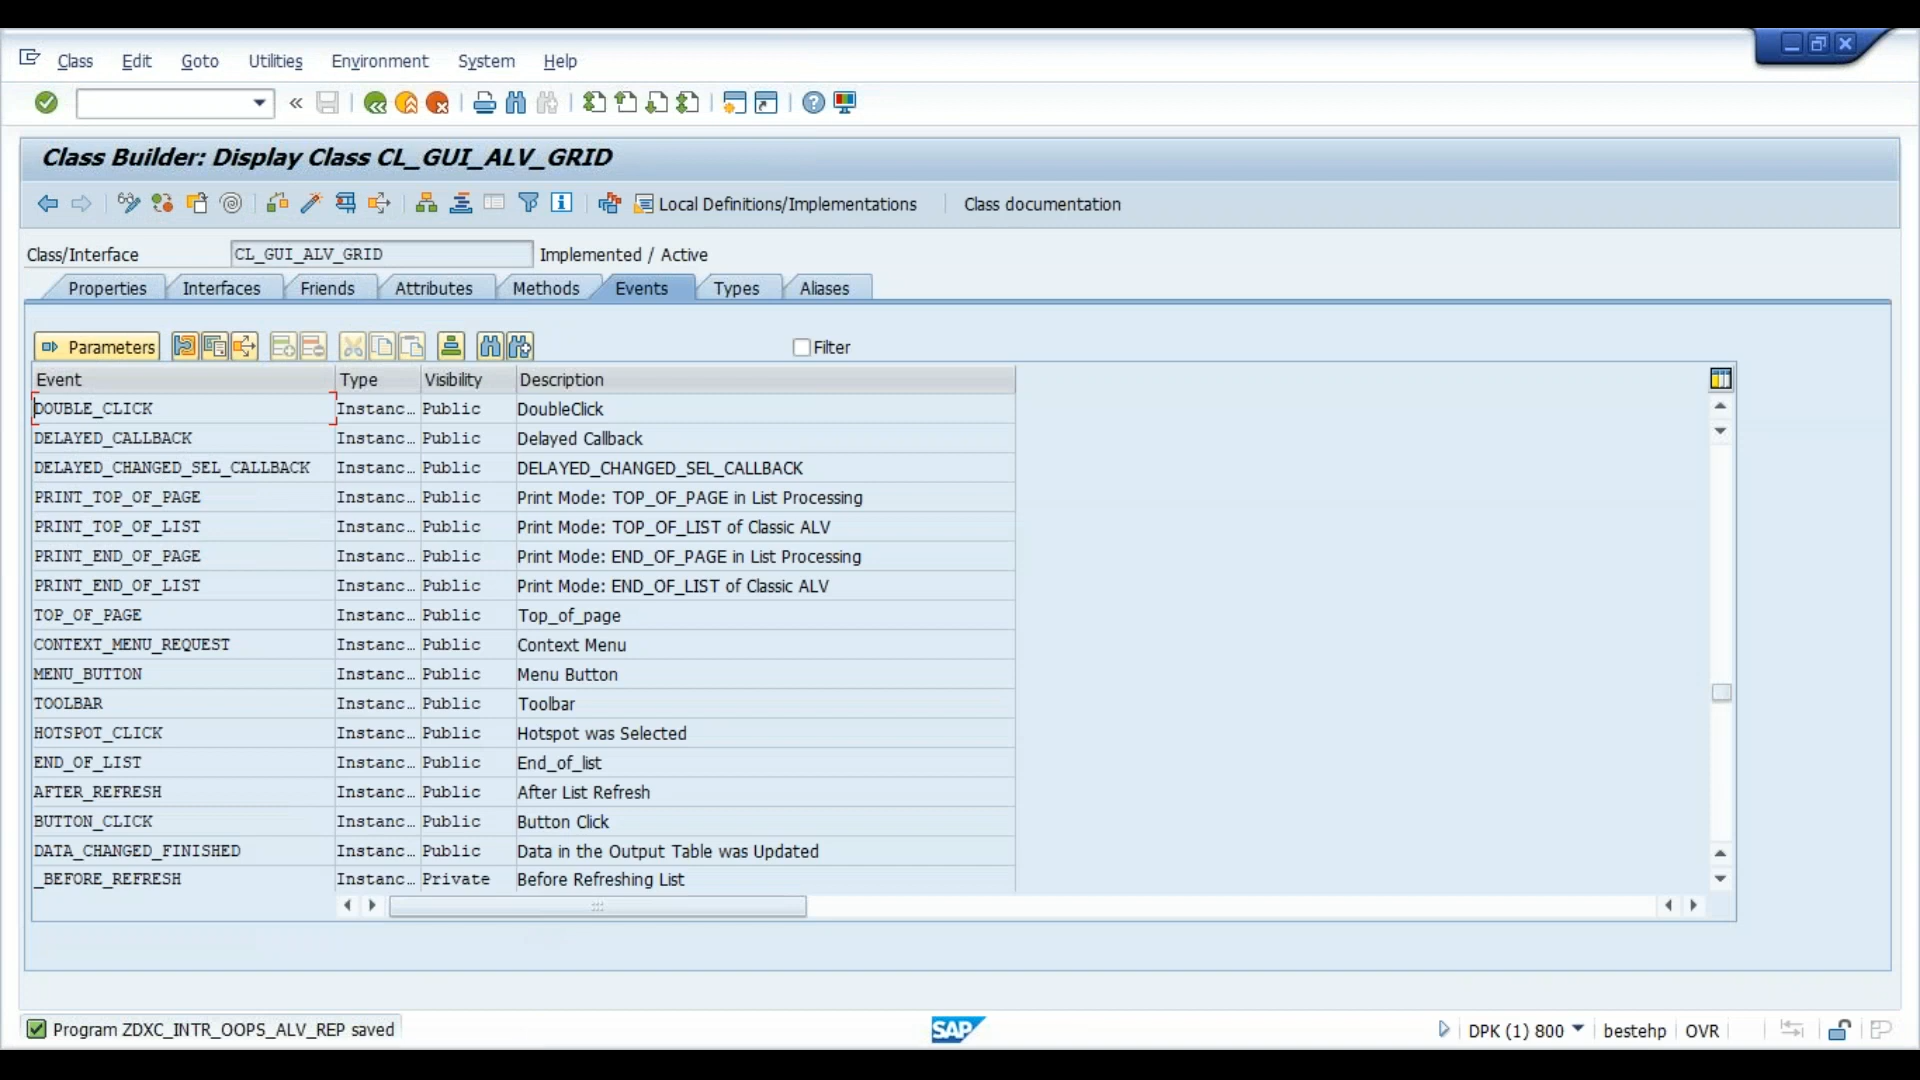 Class Edit Goto Utilities Environment System Help
Class Builder: Display Class CL_GUI_ALV_GRID
Local Definitions/Implementations Class documentation
Class/Interface CL_GUI_ALV_GRID Implemented / Active
Properties Interfaces Friends Attributes Methods Events Types Aliases
Parameters Filter
Event Type Visibility Description
DOUBLE_CLICK Instanc… Public DoubleClick
DELAYED_CALLBACK Instanc… Public Delayed Callback
DELAYED_CHANGED_SEL_CALLBACK Instanc… Public DELAYED_CHANGED_SEL_CALLBACK
PRINT_TOP_OF_PAGE Instanc… Public Print Mode: TOP_OF_PAGE in List Processing
PRINT_TOP_OF_LIST Instanc… Public Print Mode: TOP_OF_LIST of Classic ALV
PRINT_END_OF_PAGE Instanc… Public Print Mode: END_OF_PAGE in List Processing
PRINT_END_OF_LIST Instanc… Public Print Mode: END_OF_LIST of Classic ALV
TOP_OF_PAGE Instanc… Public Top_of_page
CONTEXT_MENU_REQUEST Instanc… Public Context Menu
MENU_BUTTON Instanc… Public Menu Button
TOOLBAR Instanc… Public Toolbar
HOTSPOT_CLICK Instanc… Public Hotspot was Selected
END_OF_LIST Instanc… Public End_of_list
AFTER_REFRESH Instanc… Public After List Refresh
BUTTON_CLICK Instanc… Public Button Click
DATA_CHANGED_FINISHED Instanc… Public Data in the Output Table was Updated
_BEFORE_REFRESH Instanc… Private Before Refreshing List
Program ZDXC_INTR_OOPS_ALV_REP saved SAP DPK (1) 800 bestehp OVR